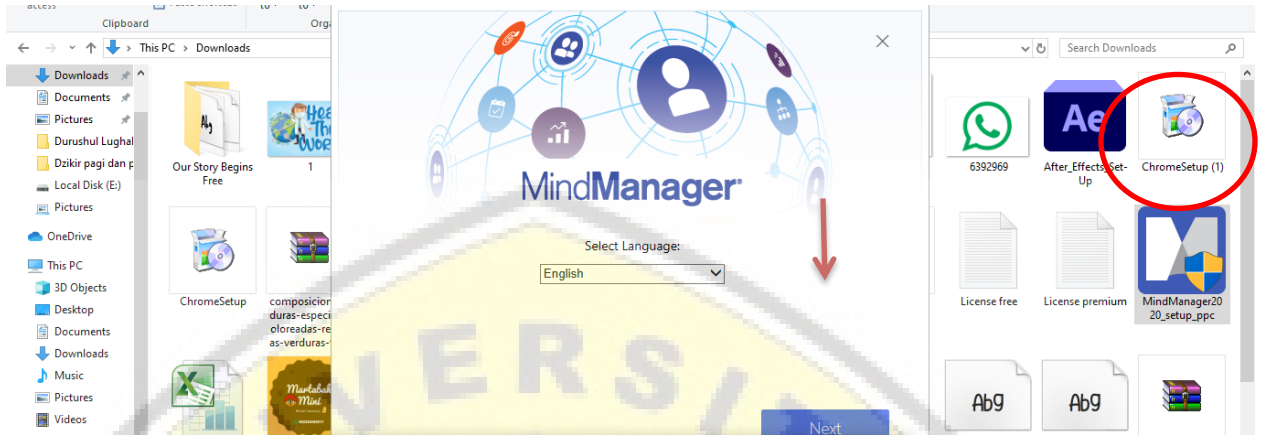 access
Clipboard
This PC > Downloads
Search Downloads
Downloads
Documents
Pictures
Durushul Lughal
Dzikir pagi dan p
Local Disk (E:)
Pictures
OneDrive
This PC
3D Objects
Desktop
Documents
Downloads
Music
Pictures
Videos
Abg
Our Story Begins
Free
1
ChromeSetup
composicion
duras-especi
oloreadas-re
as-verduras-
Martabak
Mini
MindManager
Select Language:
English
Next
6392969
Ae
After_Effects_Set-
Up
ChromeSetup (1)
License free
License premium
MindManager20
20_setup_ppc
Abg
Abg
VERSI